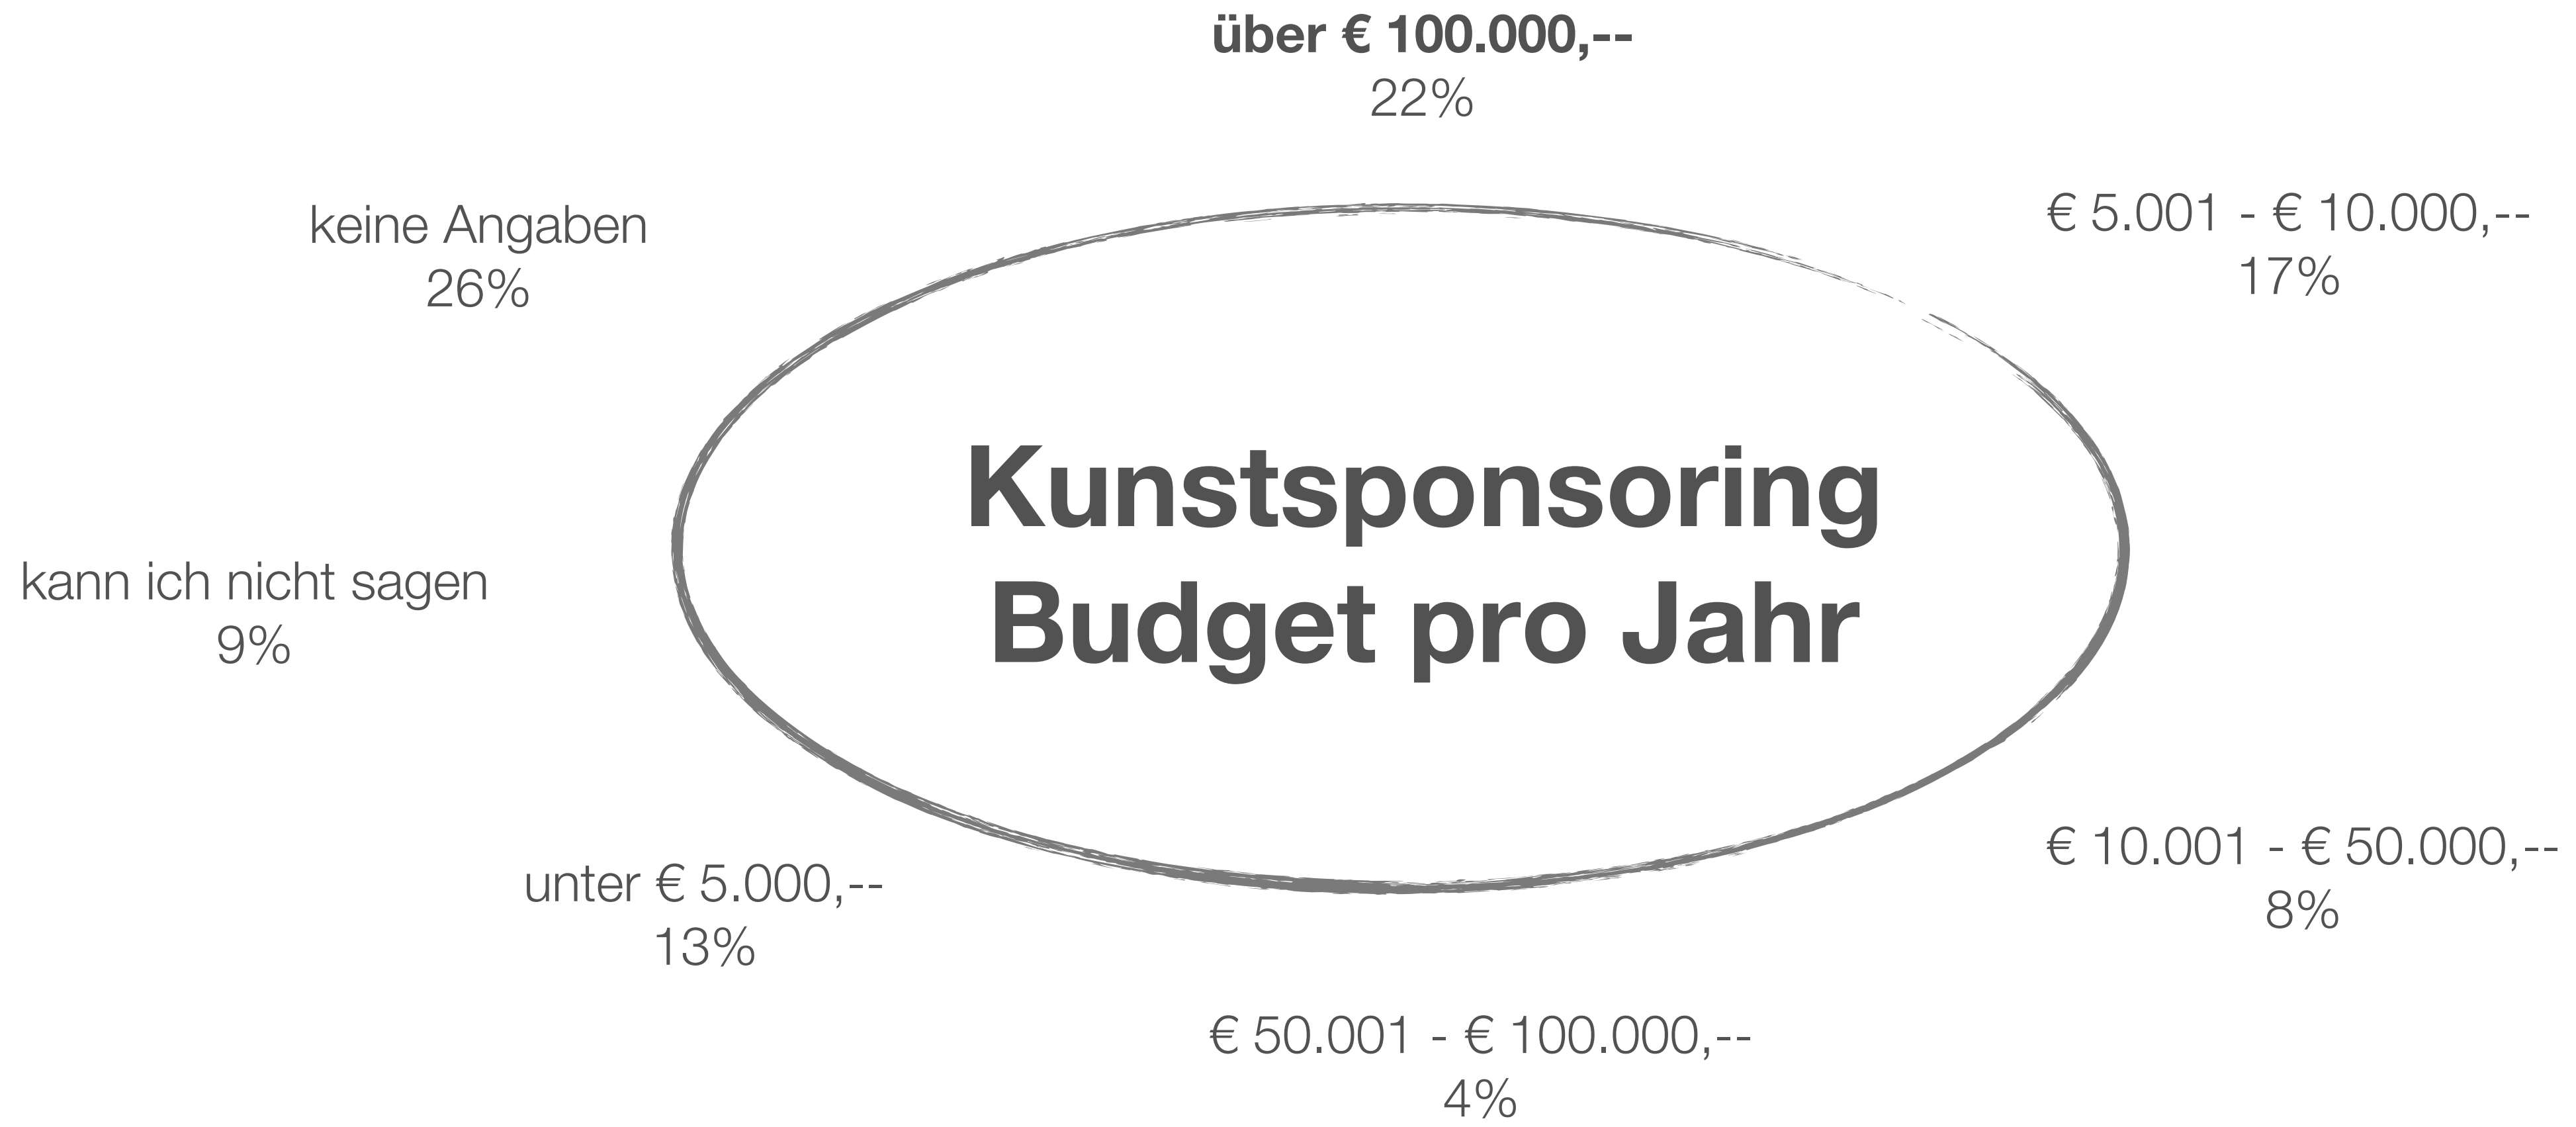 über € 100.000,--
22%
€ 5.001 - € 10.000,--
17%
keine Angaben
26%
Kunstsponsoring
Budget pro Jahr
kann ich nicht sagen
9%
€ 10.001 - € 50.000,--
8%
unter € 5.000,--
13%
€ 50.001 - € 100.000,--
4%